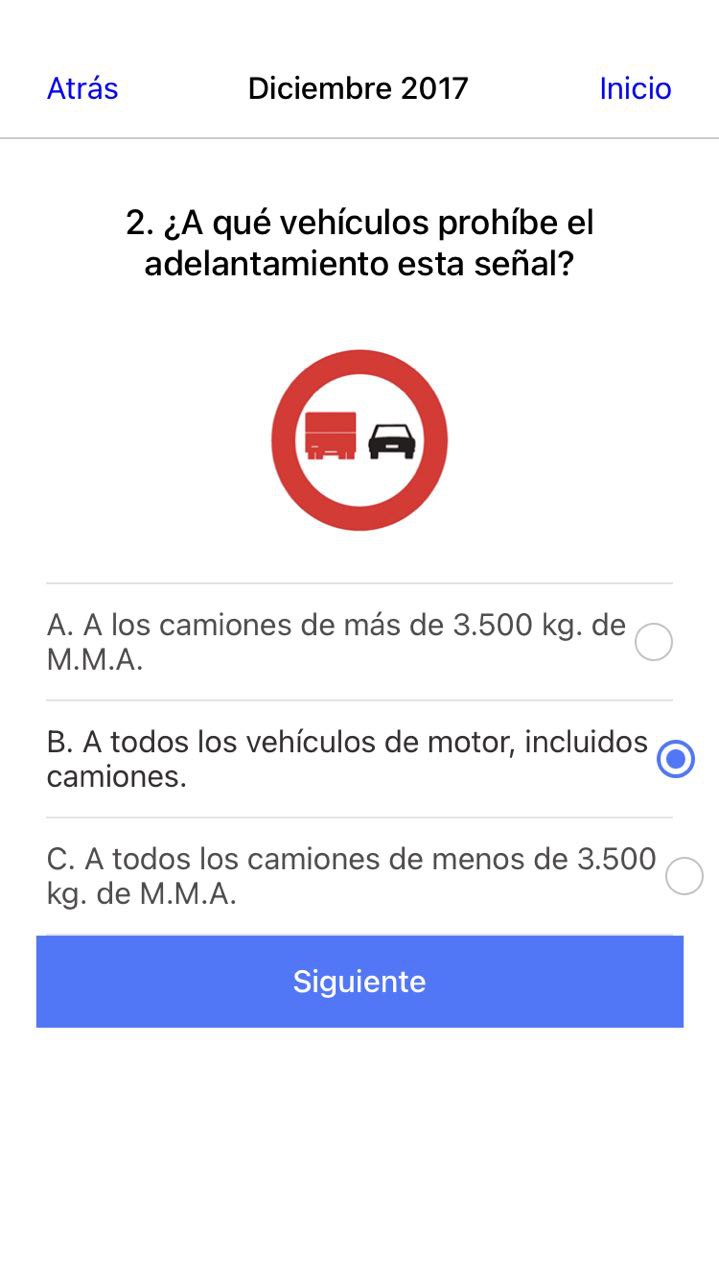 Atrás
Diciembre 2017
Inicio
2. ¿A qué vehículos prohíbe el
adelantamiento esta señal?
A. A los camiones de más de 3.500 kg. de
M.M.A.
B. A todos los vehículos de motor, incluidos
camiones.
C. A todos los camiones de menos de 3.500
kg. de M.M.A.
Siguiente